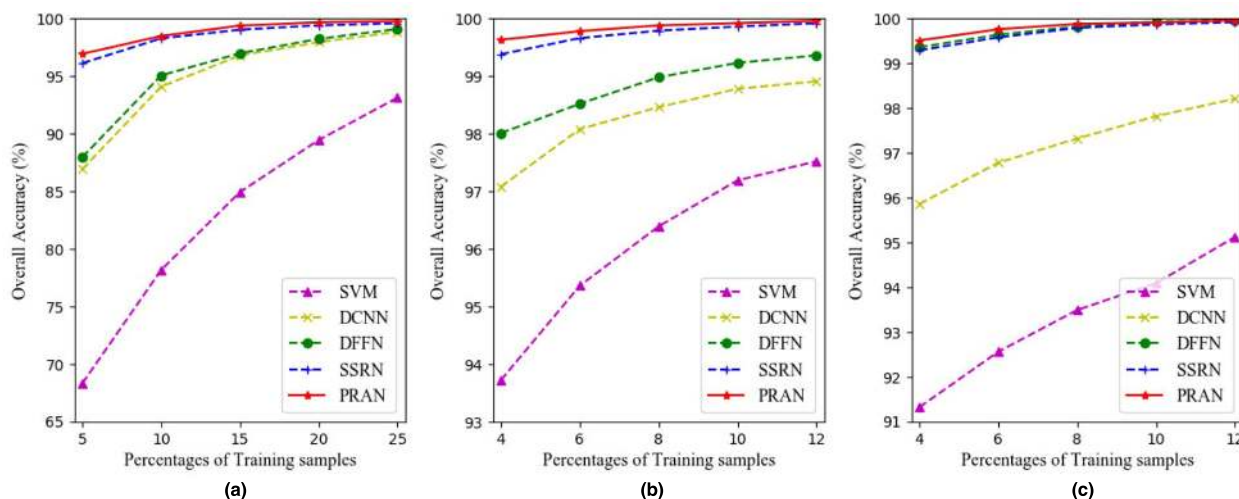 100
95
90
85
80
75
70
65
Overall Accuracy (%)
SVM
DCNN
DFFN
SSRN
PRAN
5 10 15 20 25
Percentages of Training samples
(a)
100
99
98
97
96
95
94
93
Overall Accuracy (%)
SVM
DCNN
DFFN
SSRN
PRAN
4 6 8 10 12
Percentages of Training samples
(b)
100
99
98
97
96
95
94
93
92
91
Overall Accuracy (%)
SVM
DCNN
DFFN
SSRN
PRAN
4 6 8 10 12
Percentages of Training samples
(c)